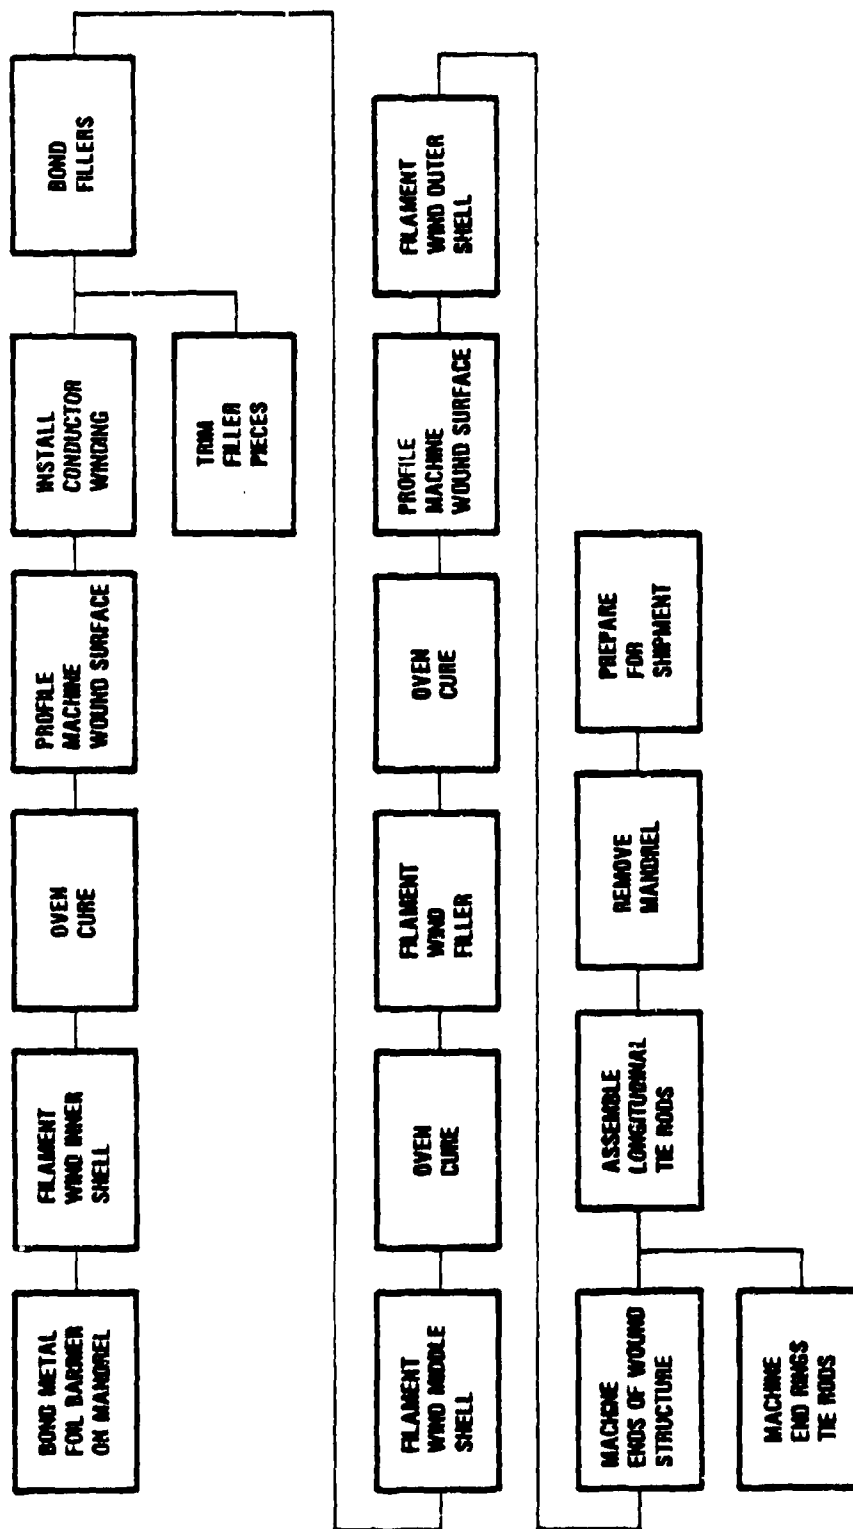 BOND METAL
FOIL BARRIER
ON MANDREL
FILAMENT
WIND INNER
SHELL
OVEN
CURE
PROFILE
MACHINE
WOUND SURFACE
INSTALL
CONDUCTOR
WINDING
TRIM
FILLER
PIECES
BOND
FILLERS
FILAMENT
WIND MIDDLE
SHELL
OVEN
CURE
FILAMENT
WIND
FILLER
OVEN
CURE
PROFILE
MACHINE
WOUND SURFACE
FILAMENT
WIND OUTER
SHELL
MACHINE
ENDS OF WOUND
STRUCTURE
MACHINE
END RINGS
TIE RODS
ASSEMBLE
LONGITUDINAL
TIE RODS
REMOVE
MANDREL
PREPARE
FOR
SHIPMENT